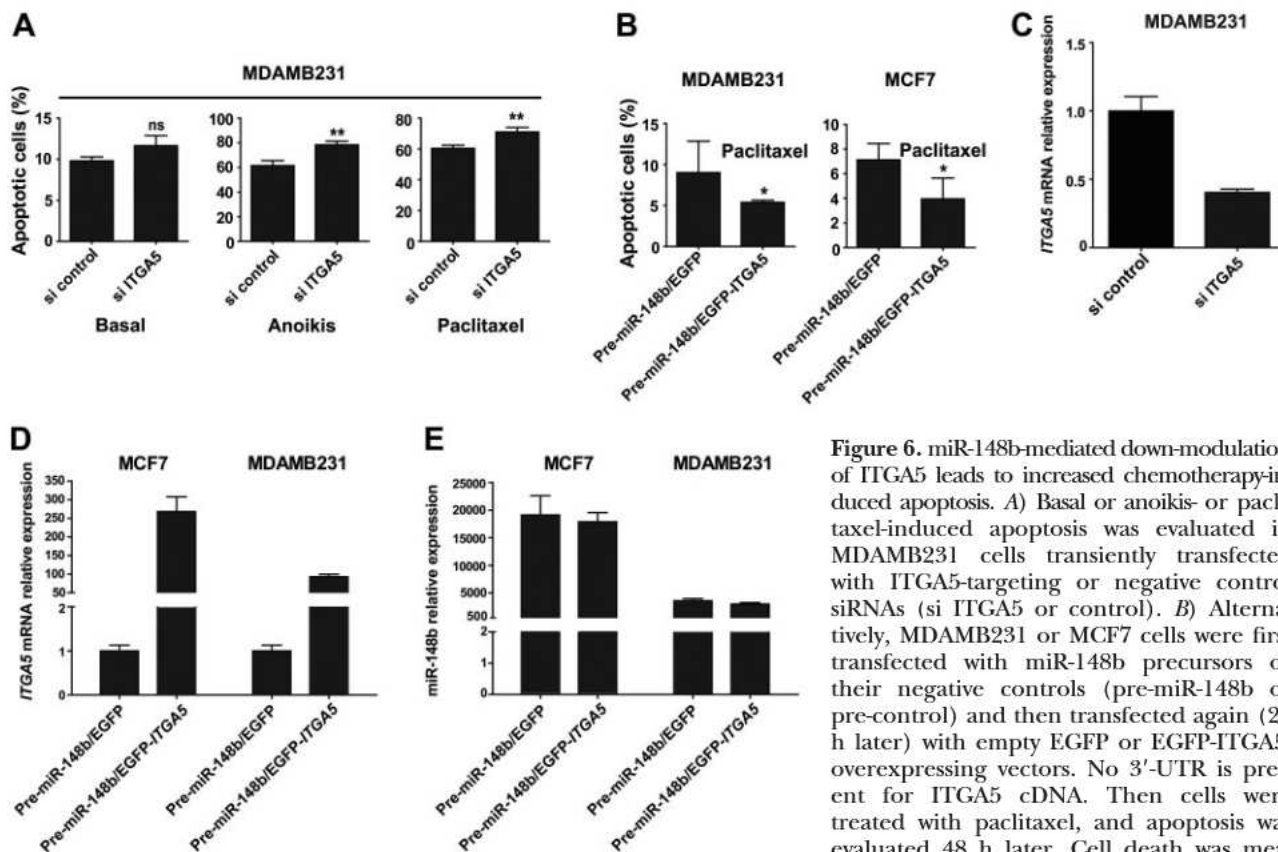 A
MDAMB231
Apoptotic cells (%)
15
10
5
0
ns
si control
si ITGA5
Basal
100
80
60
40
20
0
**
si control
si ITGA5
Anoikis
80
60
40
20
0
**
si control
si ITGA5
Paclitaxel
B
MDAMB231
Apoptotic cells (%)
15
10
5
0
Paclitaxel
*
Pre-miR-148b/EGFP
Pre-miR-148b/EGFP-ITGA5
MCF7
10
8
6
4
2
0
Paclitaxel
*
Pre-miR-148b/EGFP
Pre-miR-148b/EGFP-ITGA5
C
MDAMB231
ITGA5 mRNA relative expression
1.5
1.0
0.5
0
si control
si ITGA5
D
MCF7
MDAMB231
ITGA5 mRNA relative expression
350
300
250
200
150
100
50
2
1
0
Pre-miR-148b/EGFP
Pre-miR-148b/EGFP-ITGA5
Pre-miR-148b/EGFP
Pre-miR-148b/EGFP-ITGA5
E
MCF7
MDAMB231
miR-148b relative expression
25000
20000
15000
10000
5000
500
2
1
0
Pre-miR-148b/EGFP
Pre-miR-148b/EGFP-ITGA5
Pre-miR-148b/EGFP
Pre-miR-148b/EGFP-ITGA5
Figure 6. miR-148b-mediated down-modulation
of ITGA5 leads to increased chemotherapy-in
duced apoptosis. A) Basal or anoikis- or pacl
taxel-induced apoptosis was evaluated i
MDAMB231 cells transiently transfecte
with ITGA5-targeting or negative contro
siRNAs (si ITGA5 or control). B) Alterna
tively, MDAMB231 or MCF7 cells were firs
transfected with miR-148b precursors o
their negative controls (pre-miR-148b o
pre-control) and then transfected again (2
h later) with empty EGFP or EGFP-ITGA5
overexpressing vectors. No 3′-UTR is pres
ent for ITGA5 cDNA. Then cells wer
treated with paclitaxel, and apoptosis wa
evaluated 48 h later. Cell death was mea